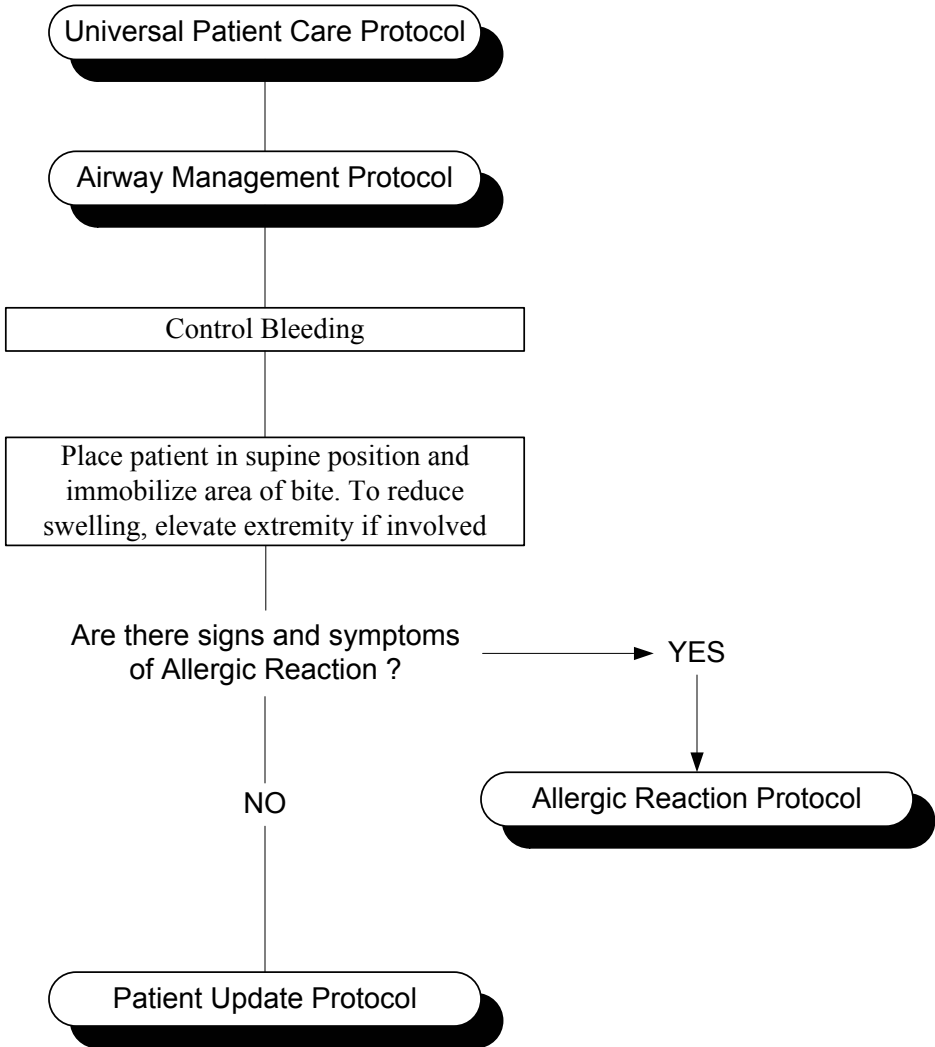 Universal Patient Care Protocol
Airway Management Protocol
Control Bleeding
Place patient in supine position and
immobilize area of bite. To reduce
swelling, elevate extremity if involved
Are there signs and symptoms
of Allergic Reaction ?
YES
NO
Allergic Reaction Protocol
Patient Update Protocol